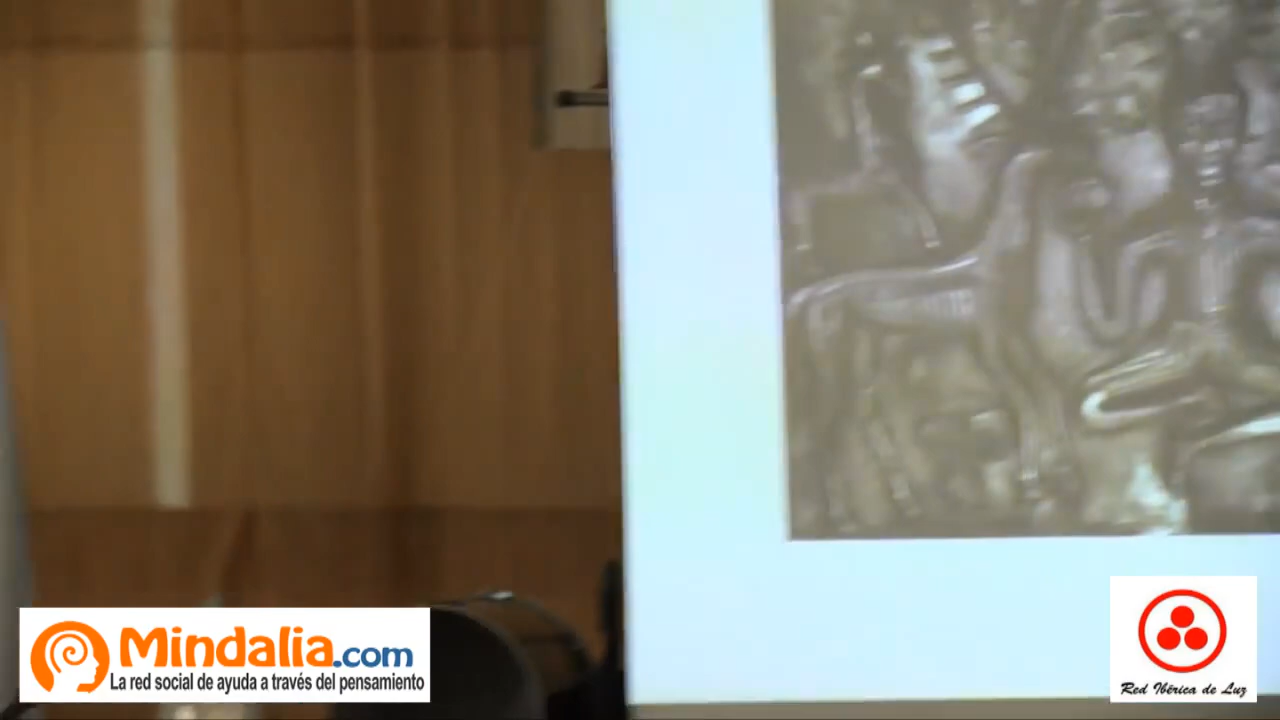 Mindalia.com
La red social de ayuda a través del pensamiento
Red Ibérica de Luz